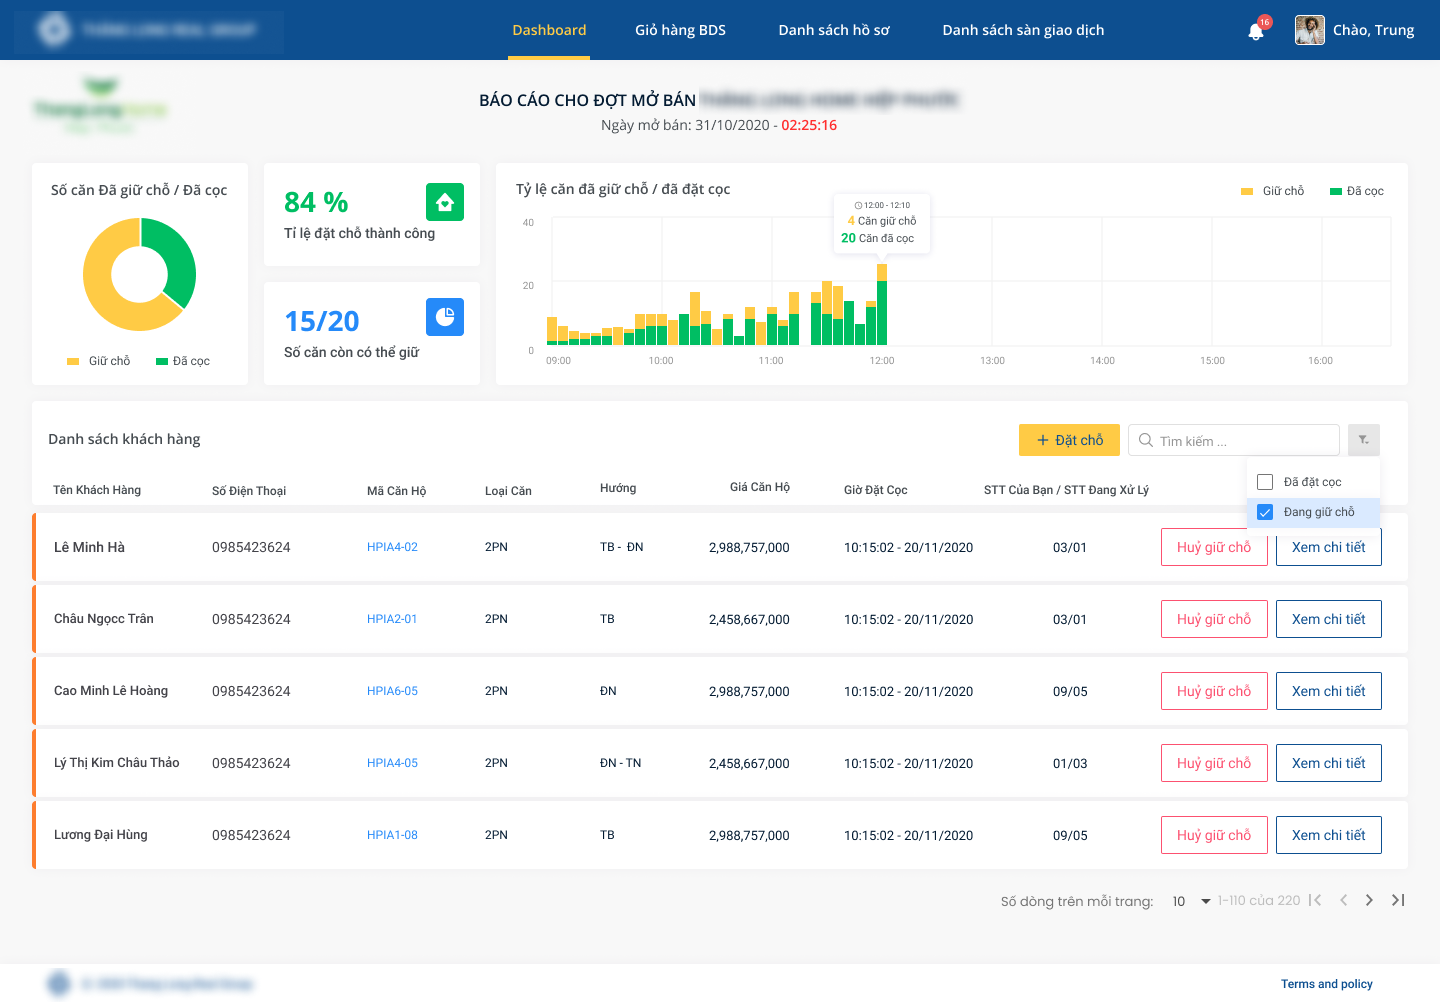 Dashboard
Giỏ hàng BDS
Danh sách hồ sơ
Danh sách sàn giao dịch
16
Chào, Trung
BÁO CÁO CHO ĐỢT MỞ BÁN
Ngày mở bán: 31/10/2020 - 02:25:16
Số căn Đã giữ chỗ / Đã cọc
Giữ chỗ
Đã cọc
84 %
Tỉ lệ đặt chỗ thành công
15/20
Số căn còn có thể giữ
Tỷ lệ căn đã giữ chỗ / đã đặt cọc
Giữ chỗ
Đã cọc
12:00 - 12:10
4 Căn giữ chỗ
20 Căn đã cọc
40
20
0
09:00
10:00
11:00
12:00
13:00
14:00
15:00
16:00
Danh sách khách hàng
+ Đặt chỗ
Tìm kiếm ...
Đã đặt cọc
Đang giữ chỗ
Tên Khách Hàng Số Điện Thoại Mã Căn Hộ Loại Căn Hướng Giá Căn Hộ Giờ Đặt Cọc STT Của Bạn / STT Đang Xử Lý
Lê Minh Hà 0985423624 HPIA4-02 2PN TB - ĐN 2,988,757,000 10:15:02 - 20/11/2020 03/01 Huỷ giữ chỗ Xem chi tiết
Châu Ngọcc Trân 0985423624 HPIA2-01 2PN TB 2,458,667,000 10:15:02 - 20/11/2020 03/01 Huỷ giữ chỗ Xem chi tiết
Cao Minh Lê Hoàng 0985423624 HPIA6-05 2PN ĐN 2,988,757,000 10:15:02 - 20/11/2020 09/05 Huỷ giữ chỗ Xem chi tiết
Lý Thị Kim Châu Thảo 0985423624 HPIA4-05 2PN ĐN - TN 2,458,667,000 10:15:02 - 20/11/2020 01/03 Huỷ giữ chỗ Xem chi tiết
Lương Đại Hùng 0985423624 HPIA1-08 2PN TB 2,988,757,000 10:15:02 - 20/11/2020 09/05 Huỷ giữ chỗ Xem chi tiết
Số dòng trên mỗi trang: 10 1-110 của 220
Terms and policy